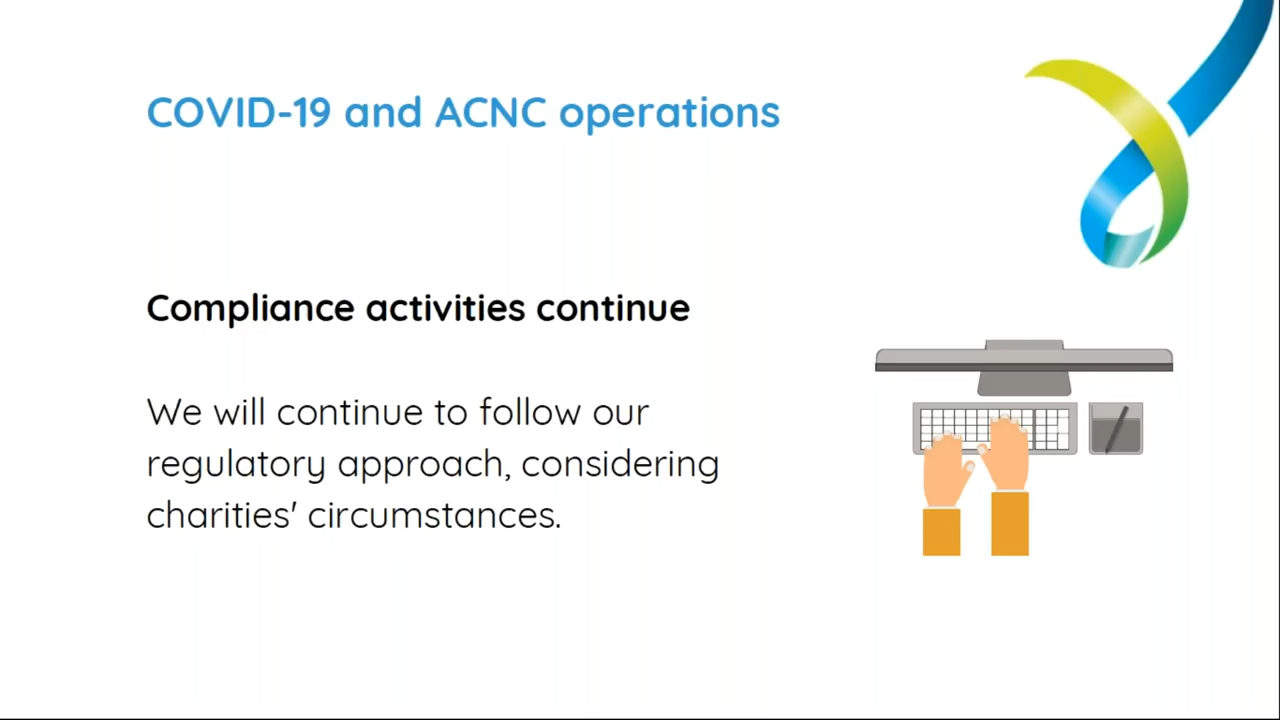 COVID-19 and ACNC operations
Compliance activities continue
We will continue to follow our
regulatory approach, considering
charities' circumstances.